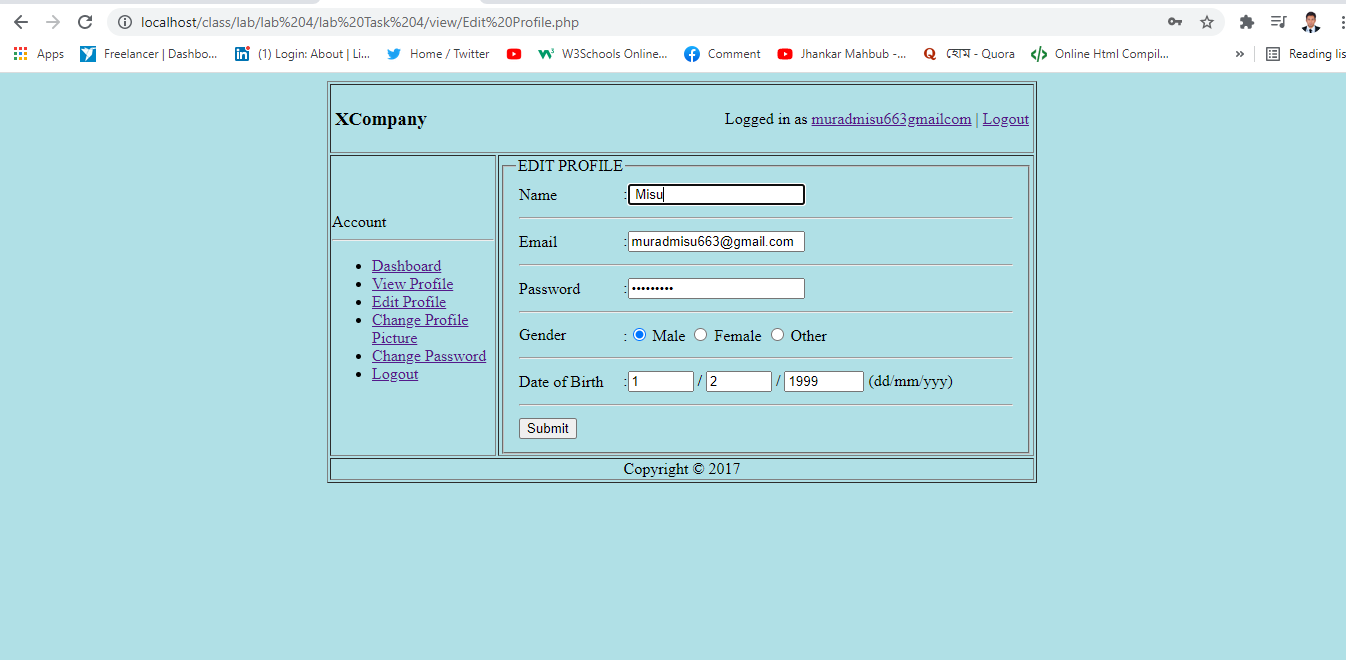 localhost/class/lab/lab%204/lab%20Task%204/view/Edit%20Profile.php
Apps Freelancer | Dashbo... (1) Login: About | Li... Home / Twitter W3Schools Online... Comment Jhankar Mahbub -... হোম - Quora Online Html Compil... » Reading lis
XCompany Logged in as muradmisu663gmailcom | Logout
EDIT PROFILE
Name : Misu
Account
Email : muradmisu663@gmail.com
Dashboard
View Profile
Password : •••••••••
Edit Profile
Change Profile
Picture
Gender : Male Female Other
Change Password
Logout
Date of Birth : 1 / 2 / 1999 (dd/mm/yyy)
Submit
Copyright © 2017